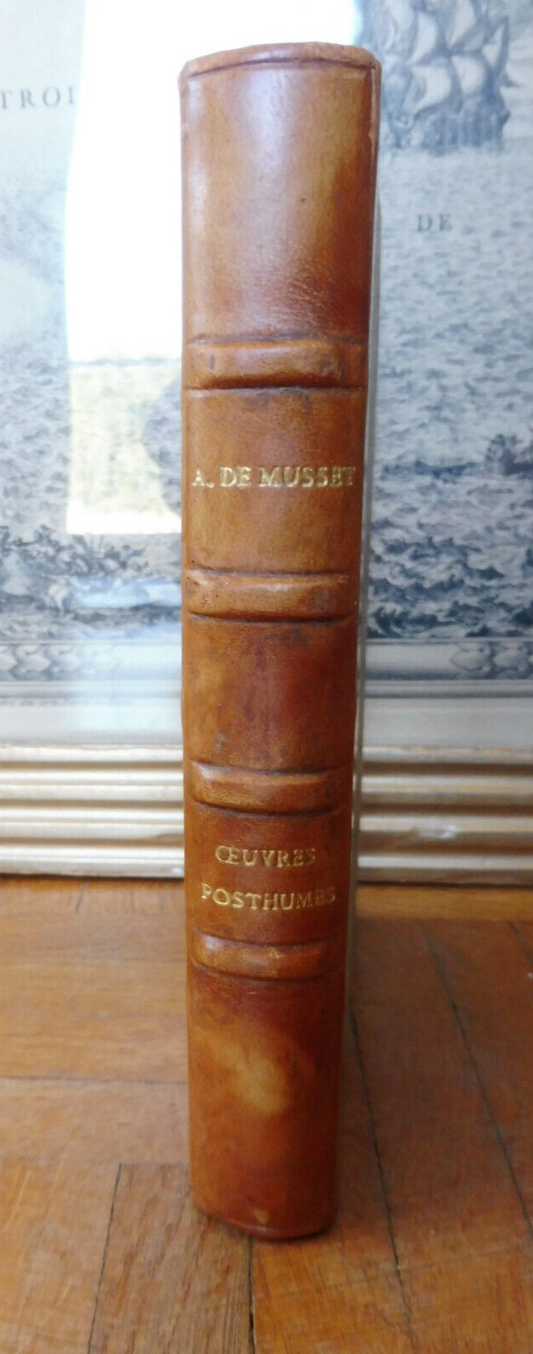 TROI
DE
A. DE MUSSET
ŒUVRES
POSTHUMES